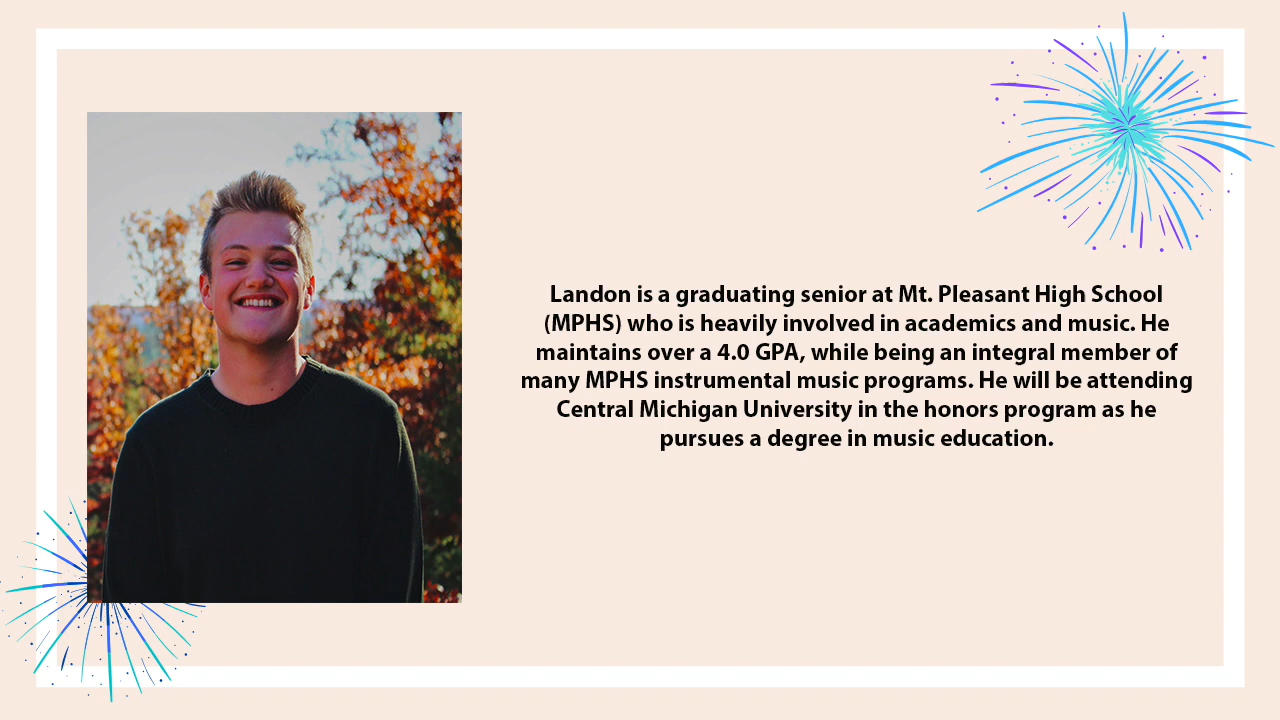 Landon is a graduating senior at Mt. Pleasant High School
(MPHS) who is heavily involved in academics and music. He
maintains over a 4.0 GPA, while being an integral member of
many MPHS instrumental music programs. He will be attending
Central Michigan University in the honors program as he
pursues a degree in music education.